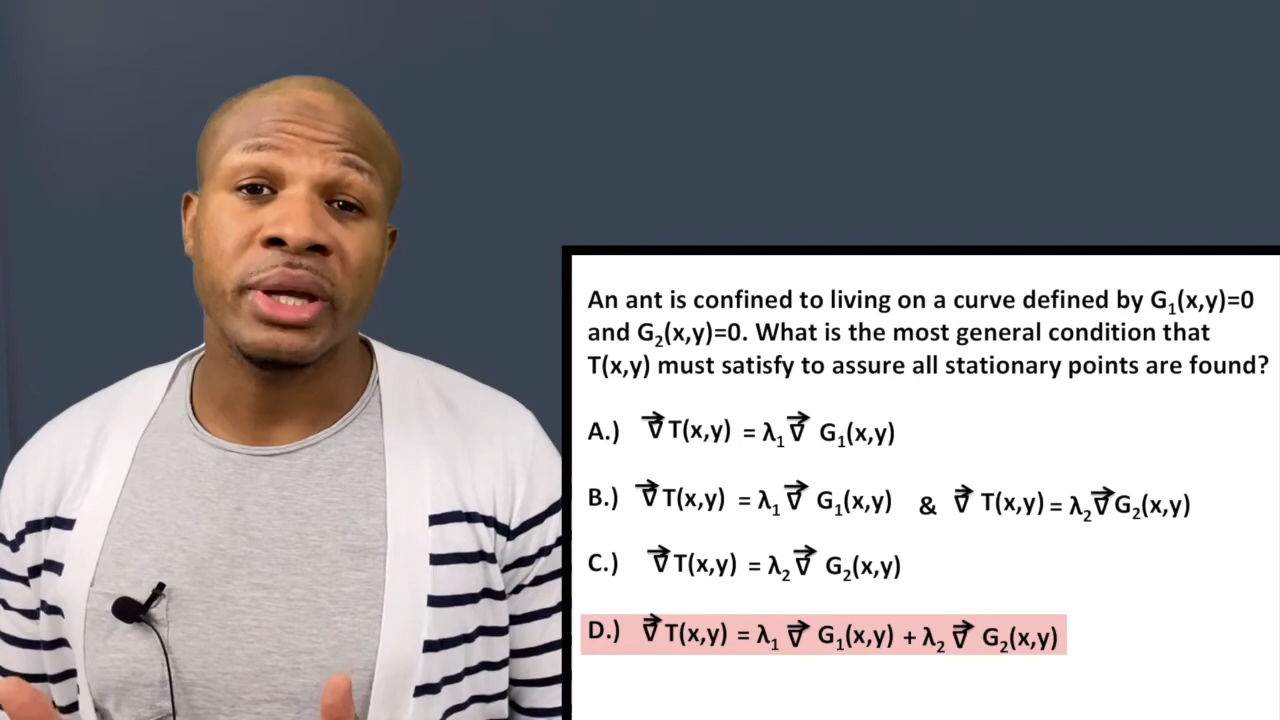 An ant is confined to living on a curve defined by G₁(x,y)=0
and G₂(x,y)=0. What is the most general condition that
T(x,y) must satisfy to assure all stationary points are found?
A.) ∇⃗ T(x,y) = λ₁ ∇⃗ G₁(x,y)
B.) ∇⃗ T(x,y) = λ₁ ∇⃗ G₁(x,y) & ∇⃗ T(x,y) = λ₂ ∇⃗ G₂(x,y)
C.) ∇⃗ T(x,y) = λ₂ ∇⃗ G₂(x,y)
D.) ∇⃗ T(x,y) = λ₁ ∇⃗ G₁(x,y) + λ₂ ∇⃗ G₂(x,y)